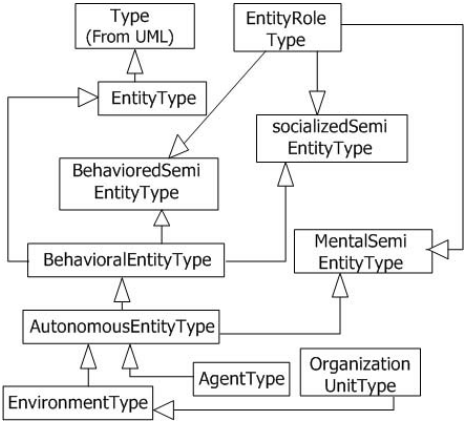 Type
(From UML)
EntityRole
Type
EntityType
socializedSemi
EntityType
BehavioredSemi
EntityType
BehavioralEntityType
MentalSemi
EntityType
AutonomousEntityType
AgentType
Organization
UnitType
EnvironmentType